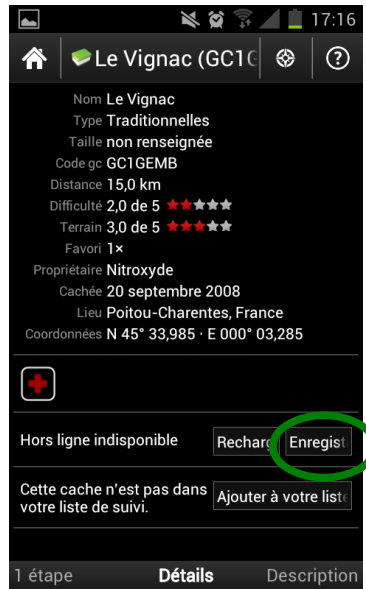 17:16
Le Vignac (GC1G
Nom Le Vignac
Type Traditionnelles
Taille non renseignée
Code gc GC1GEMB
Distance 15,0 km
Difficulté 2,0 de 5
Terrain 3,0 de 5
Favori 1×
Propriétaire Nitroxyde
Cachée 20 septembre 2008
Lieu Poitou-Charentes, France
Coordonnées N 45° 33,985 · E 000° 03,285
Hors ligne indisponible Recharg Enregist
Cette cache n'est pas dans
votre liste de suivi. Ajouter à votre liste
1 étape Détails Description